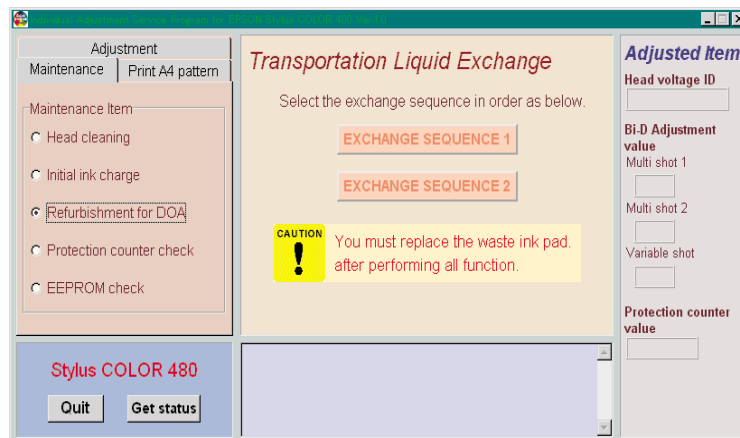 Individual Adjustment Service Program for EPSON Stylus COLOR 480 Ver.1.0
Adjustment
Maintenance
Print A4 pattern
Maintenance Item
Head cleaning
Initial ink charge
Refurbishment for DOA
Protection counter check
EEPROM check
Transportation Liquid Exchange
Select the exchange sequence in order as below.
EXCHANGE SEQUENCE 1
EXCHANGE SEQUENCE 2
CAUTION
You must replace the waste ink pad.
after performing all function.
Adjusted Item
Head voltage ID
Bi-D Adjustment
value
Multi shot 1
Multi shot 2
Variable shot
Protection counter
value
Stylus COLOR 480
Quit
Get status